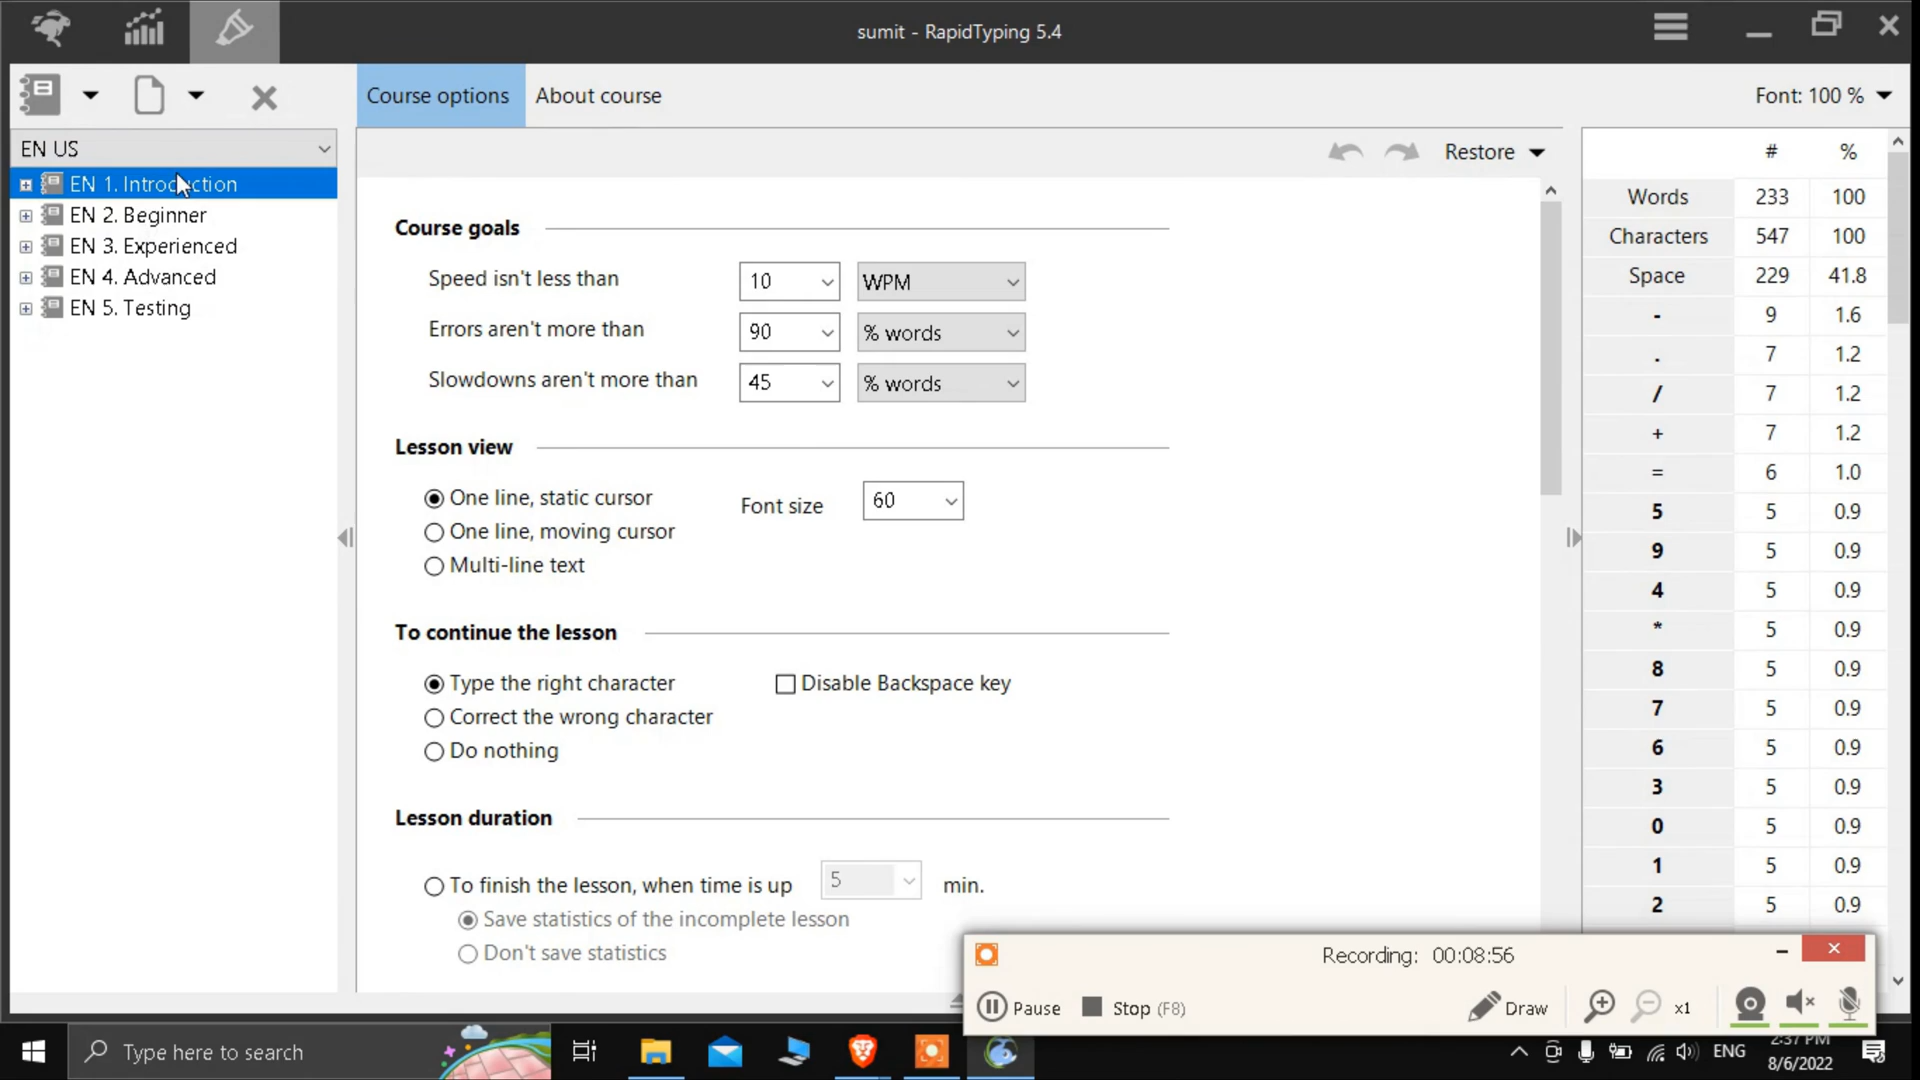 sumit - RapidTyping 5.4
Course options
About course
Font: 100 %
EN US
EN 1. Introduction
EN 2. Beginner
EN 3. Experienced
EN 4. Advanced
EN 5. Testing
Restore
Course goals
Speed isn't less than 10 WPM
Errors aren't more than 90 % words
Slowdowns aren't more than 45 % words
Lesson view
One line, static cursor Font size 60
One line, moving cursor
Multi-line text
To continue the lesson
Type the right character Disable Backspace key
Correct the wrong character
Do nothing
Lesson duration
To finish the lesson, when time is up 5 min.
Save statistics of the incomplete lesson
Don't save statistics
# %
Words 233 100
Characters 547 100
Space 229 41.8
- 9 1.6
. 7 1.2
/ 7 1.2
+ 7 1.2
= 6 1.0
5 5 0.9
9 5 0.9
4 5 0.9
* 5 0.9
8 5 0.9
7 5 0.9
6 5 0.9
3 5 0.9
0 5 0.9
1 5 0.9
2 5 0.9
Recording: 00:08:56
Pause Stop (F8) Draw x1
Type here to search
ENG
2:37 PM
8/6/2022